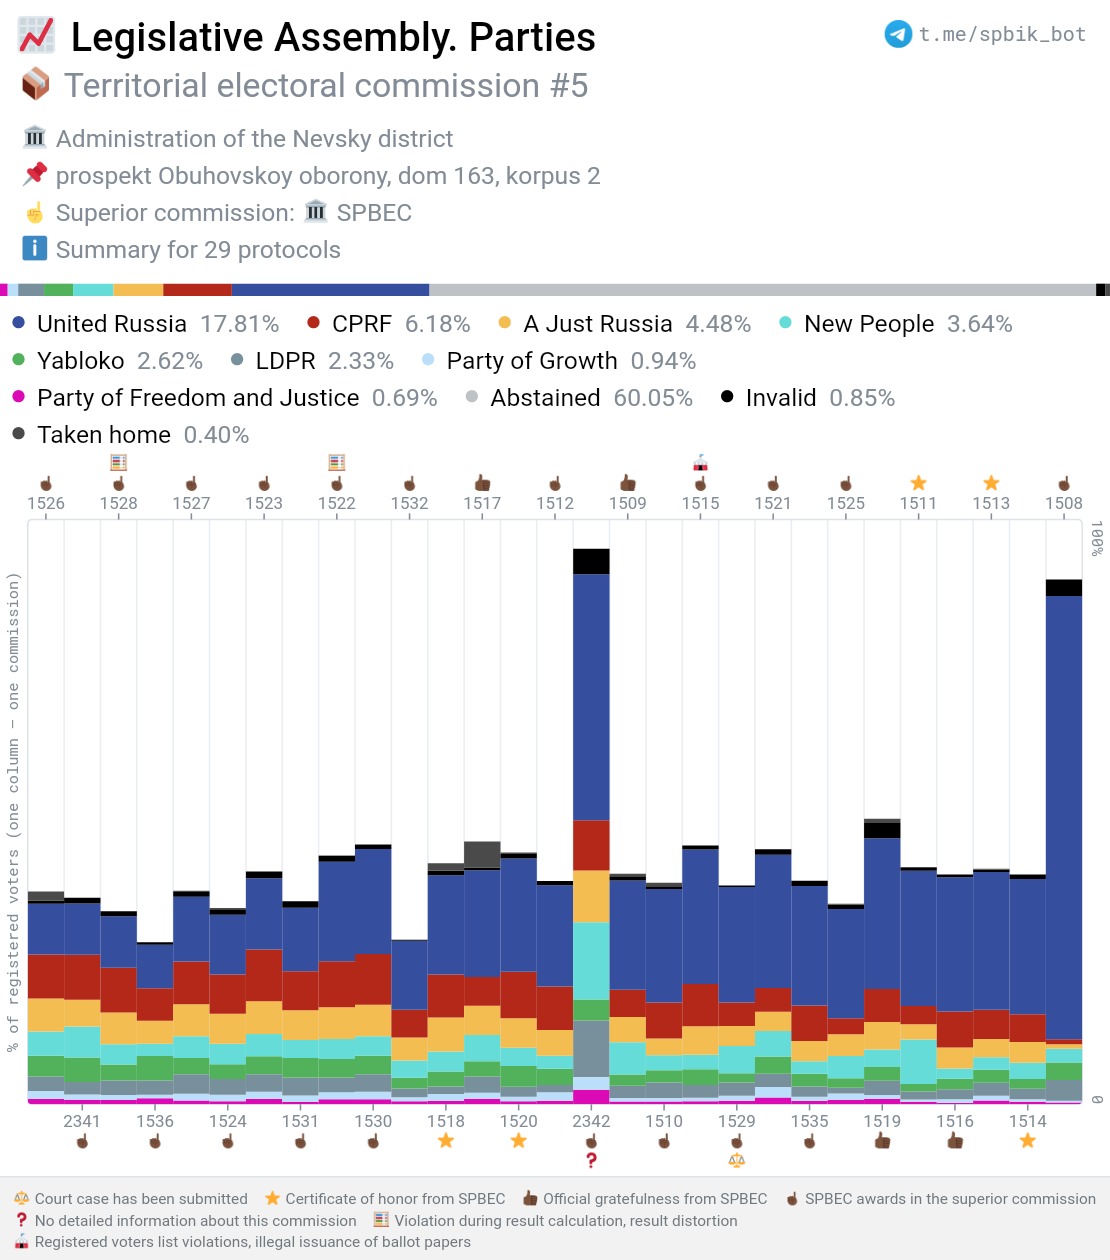 Legislative Assembly. Parties
t.me/spbik_bot
Territorial electoral commission #5
Administration of the Nevsky district
prospekt Obuhovskoy oborony, dom 163, korpus 2
Superior commission: SPBEC
Summary for 29 protocols
United Russia 17.81% CPRF 6.18% A Just Russia 4.48% New People 3.64%
Yabloko 2.62% LDPR 2.33% Party of Growth 0.94%
Party of Freedom and Justice 0.69% Abstained 60.05% Invalid 0.85%
Taken home 0.40%
1526 1528 1527 1523 1522 1532 1517 1512 1509 1515 1521 1525 1511 1513 1508
100%
% of registered voters (one column – one commission)
0
2341 1536 1524 1531 1530 1518 1520 2342 1510 1529 1535 1519 1516 1514
Court case has been submitted Certificate of honor from SPBEC Official gratefulness from SPBEC SPBEC awards in the superior commission
No detailed information about this commission Violation during result calculation, result distortion
Registered voters list violations, illegal issuance of ballot papers